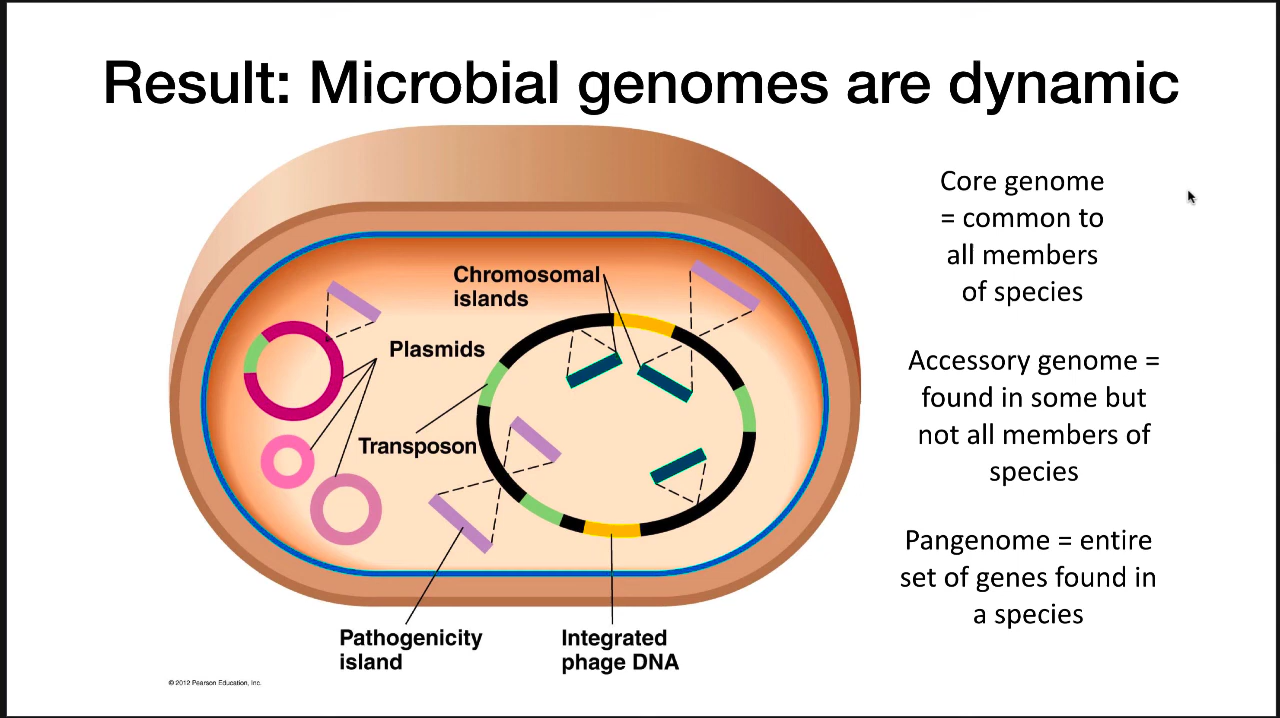 Result: Microbial genomes are dynamic
Chromosomal
islands
Plasmids
Transposon
Pathogenicity
island
Integrated
phage DNA
© 2012 Pearson Education, Inc.
Core genome
= common to
all members
of species
Accessory genome =
found in some but
not all members of
species
Pangenome = entire
set of genes found in
a species